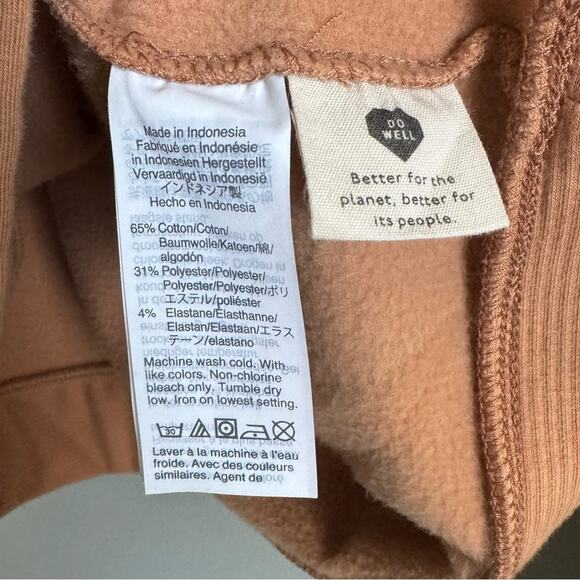 Made in Indonesia
Fabriqué en Indonésie
in Indonesien Hergestellt
Vervaardigd in Indonesië
インドネシア製
Hecho en Indonesia
65% Cotton/Coton/
Baumwolle/Katoen/綿/
algodón
31% Polyester/Polyester/
Polyester/Polyester/ポリ
エステル/poliéster
4% Elastane/Élasthanne/
Elastan/Elastaan/エラス
テーン/elastano
Machine wash cold. With
like colors. Non-chlorine
bleach only. Tumble dry
low. Iron on lowest setting.
30
Laver à la machine à l'eau
froide. Avec des couleurs
similaires. Agent de
DO
WELL
Better for the
planet, better for
its people.